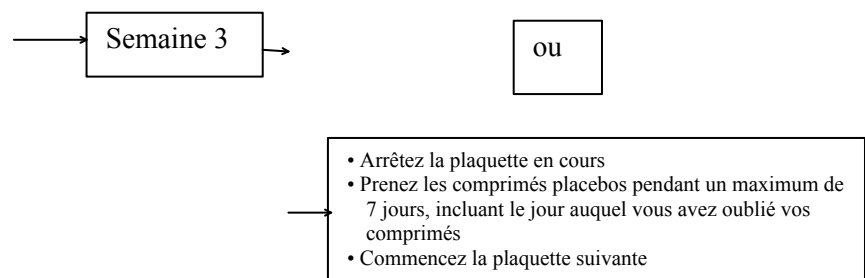 Semaine 3
ou
• Arrêtez la plaquette en cours
• Prenez les comprimés placebos pendant un maximum de
7 jours, incluant le jour auquel vous avez oublié vos
comprimés
• Commencez la plaquette suivante